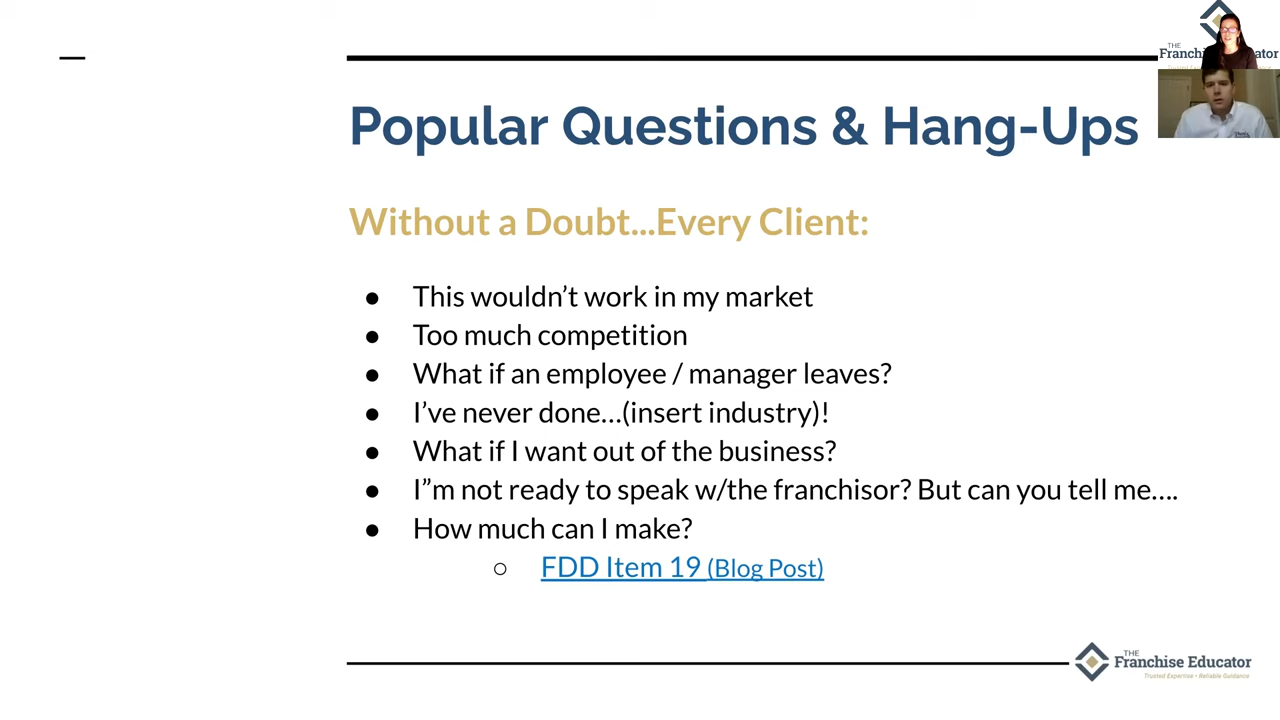 Popular Questions & Hang-Ups
Without a Doubt...Every Client:
● This wouldn’t work in my market
● Too much competition
● What if an employee / manager leaves?
● I’ve never done...(insert industry)!
● What if I want out of the business?
● I”m not ready to speak w/the franchisor? But can you tell me....
● How much can I make?
○ FDD Item 19 (Blog Post)
THE
Franchise Educator
Trusted Expertise • Reliable Guidance
THE